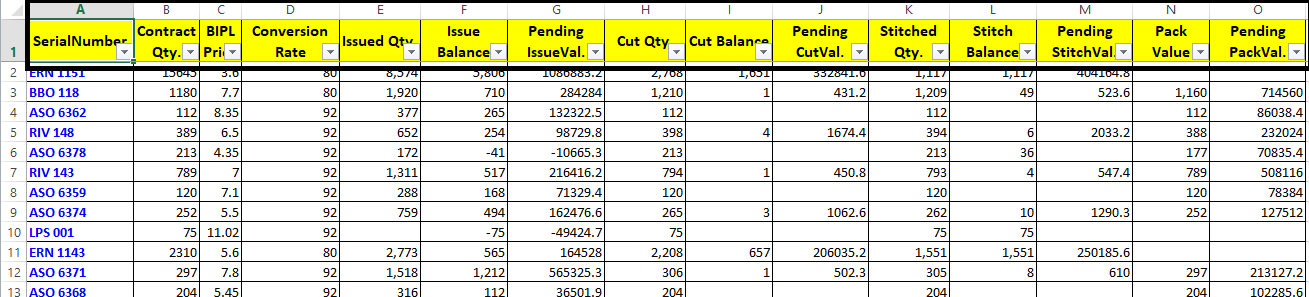 A B C D E F G H I J K L M N O
1 SerialNumber Contract Qty. BIPL Pri Conversion Rate Issued Qty Issue Balance Pending IssueVal. Cut Qty Cut Balance Pending CutVal. Stitched Qty. Stitch Balance Pending StitchVal. Pack Value Pending PackVal.
2 ERN 1151 15645 3.6 80 8,574 5,806 1086883.2 2,768 1,651 332841.6 1,117 1,117 404164.8
3 BBO 118 1180 7.7 80 1,920 710 284284 1,210 1 431.2 1,209 49 523.6 1,160 714560
4 ASO 6362 112 8.35 92 377 265 132322.5 112 112 112 86038.4
5 RIV 148 389 6.5 92 652 254 98729.8 398 4 1674.4 394 6 2033.2 388 232024
6 ASO 6378 213 4.35 92 172 -41 -10665.3 213 213 36 177 70835.4
7 RIV 143 789 7 92 1,311 517 216416.2 794 1 450.8 793 4 547.4 789 508116
8 ASO 6359 120 7.1 92 288 168 71329.4 120 120 120 78384
9 ASO 6374 252 5.5 92 759 494 162476.6 265 3 1062.6 262 10 1290.3 252 127512
10 LPS 001 75 11.02 92 -75 -49424.7 75 75 75
11 ERN 1143 2310 5.6 80 2,773 565 164528 2,208 657 206035.2 1,551 1,551 250185.6
12 ASO 6371 297 7.8 92 1,518 1,212 565325.3 306 1 502.3 305 8 610 297 213127.2
13 ASO 6368 204 5.45 92 316 112 36501.9 204 204 204 102285.6